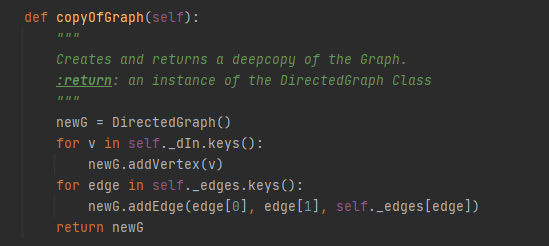 def copyOfGraph(self):
    """
    Creates and returns a deepcopy of the Graph.
    :return: an instance of the DirectedGraph Class
    """
    newG = DirectedGraph()
    for v in self._dIn.keys():
        newG.addVertex(v)
    for edge in self._edges.keys():
        newG.addEdge(edge[0], edge[1], self._edges[edge])
    return newG